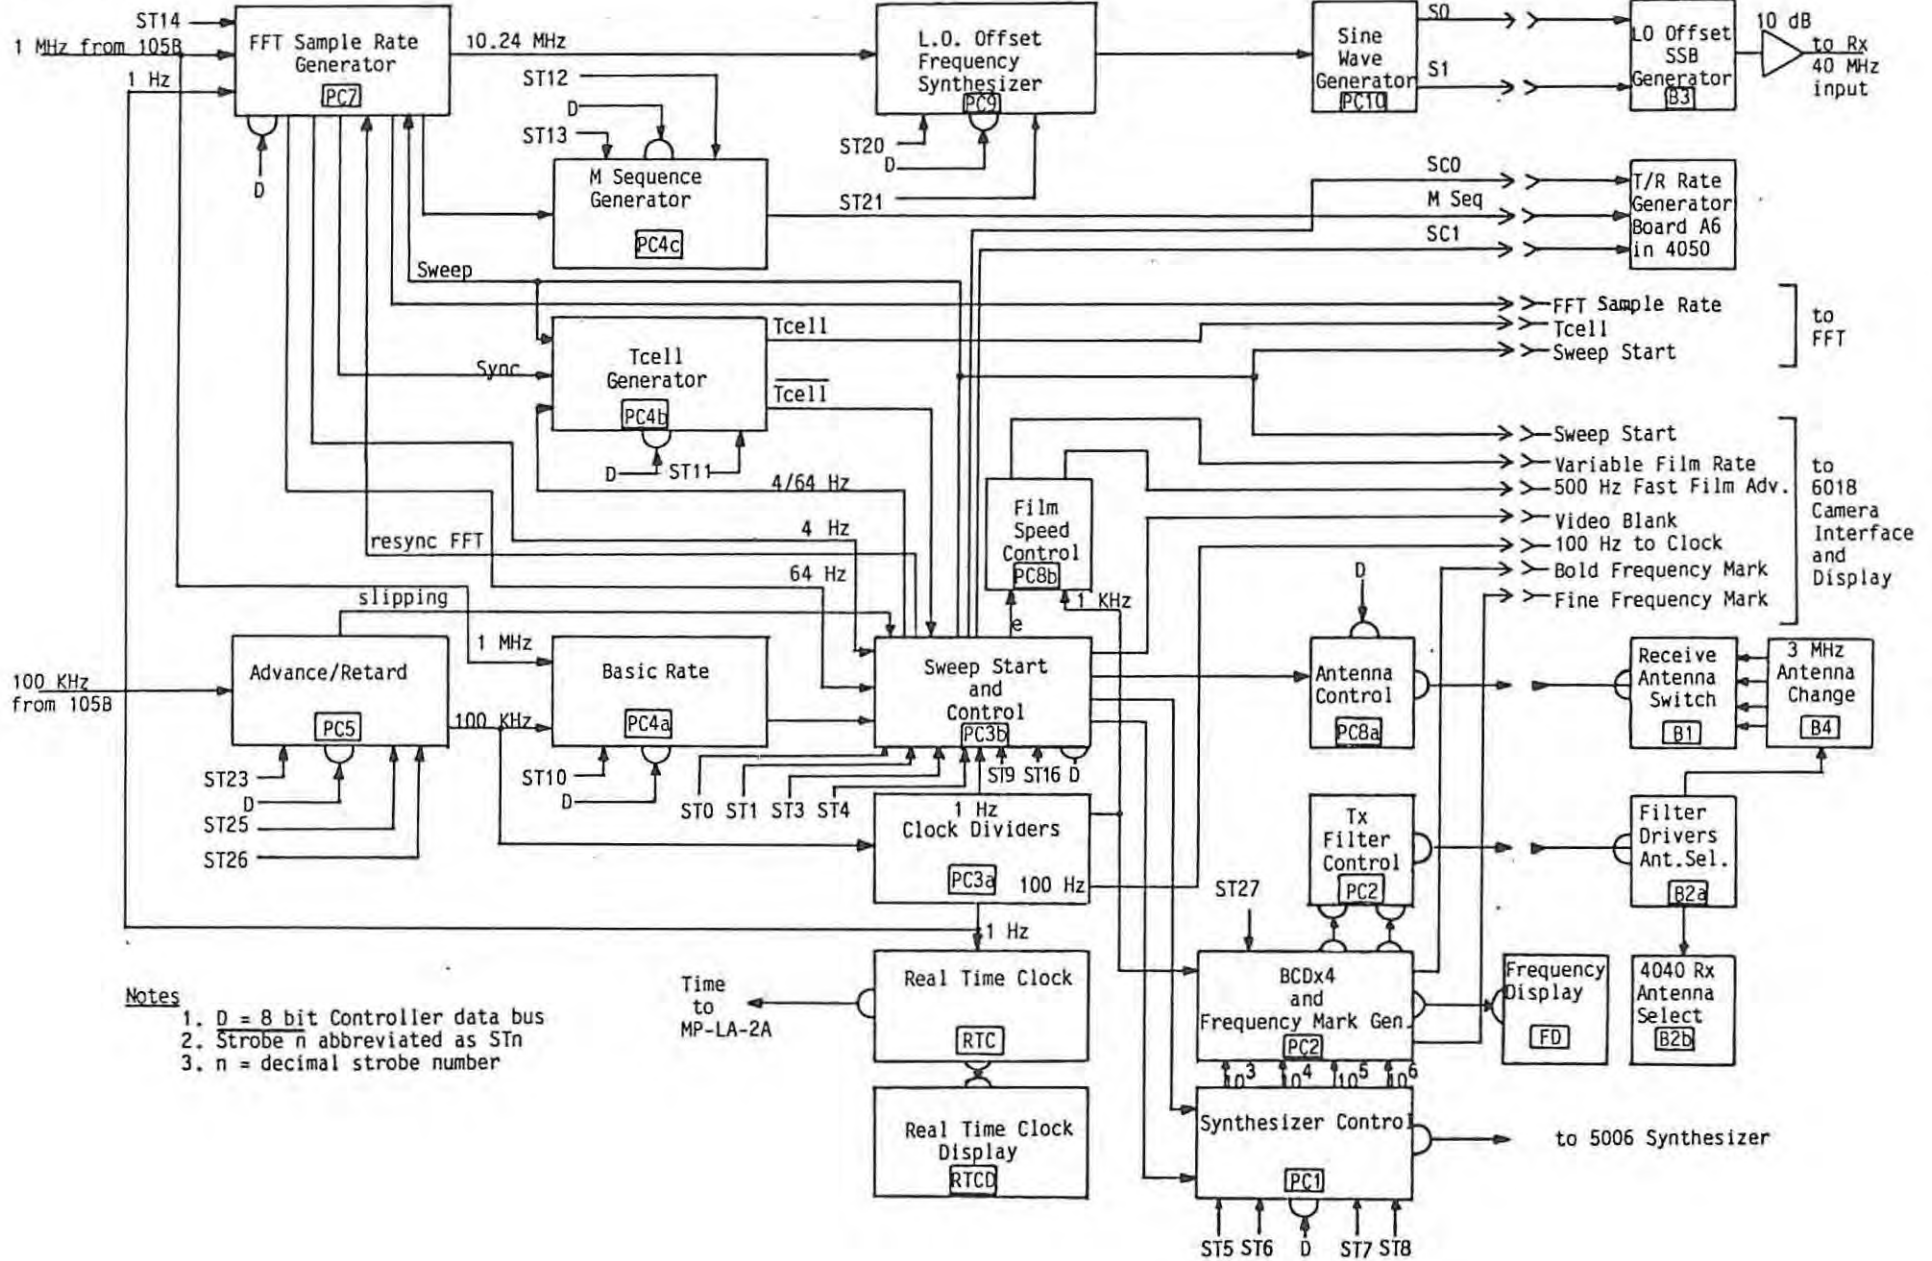 ST14
1 MHz from 105B
1 Hz
FFT Sample Rate
Generator
PC7
D
10.24 MHz
ST12
D
ST13
M Sequence
Generator
PC4c
L.O. Offset
Frequency
Synthesizer
PC9
ST20
D
ST21
Sine
Wave
Generator
PC10
S0
S1
LO Offset
SSB
Generator
B3
10 dB
to Rx
40 MHz
input
SC0
M Seq
SC1
T/R Rate
Generator
Board A6
in 4050
Sweep
FFT Sample Rate
Tcell
Sweep Start
to
FFT
Tcell
Tcell
Generator
PC4b
Sync
Tcell
D
ST11
4/64 Hz
4 Hz
resync FFT
64 Hz
slipping
Film
Speed
Control
PC8b
1 KHz
e
Sweep Start
Variable Film Rate
500 Hz Fast Film Adv.
Video Blank
100 Hz to Clock
Bold Frequency Mark
Fine Frequency Mark
to
6018
Camera
Interface
and
Display
100 KHz
from 105B
Advance/Retard
PC5
ST23
D
ST25
ST26
1 MHz
100 KHz
Basic Rate
PC4a
ST10
D
Sweep Start
and
Control
PC3b
ST0 ST1 ST3 ST4
ST9 ST16 D
D
Antenna
Control
PC8a
Receive
Antenna
Switch
B1
3 MHz
Antenna
Change
B4
1 Hz
Clock Dividers
PC3a
100 Hz
1 Hz
Tx
Filter
Control
PC2
Filter
Drivers
Ant.Sel.
B2a
ST27
Time
to
MP-LA-2A
Real Time Clock
RTC
Real Time Clock
Display
RTCD
BCDx4
and
Frequency Mark Gen.
PC2
10³ 10⁴ 10⁵ 10⁶
Frequency
Display
FD
4040 Rx
Antenna
Select
B2b
Synthesizer Control
PC1
ST5 ST6 D ST7 ST8
to 5006 Synthesizer
Notes
1. D = 8 bit Controller data bus
2. Strobe n abbreviated as STn
3. n = decimal strobe number